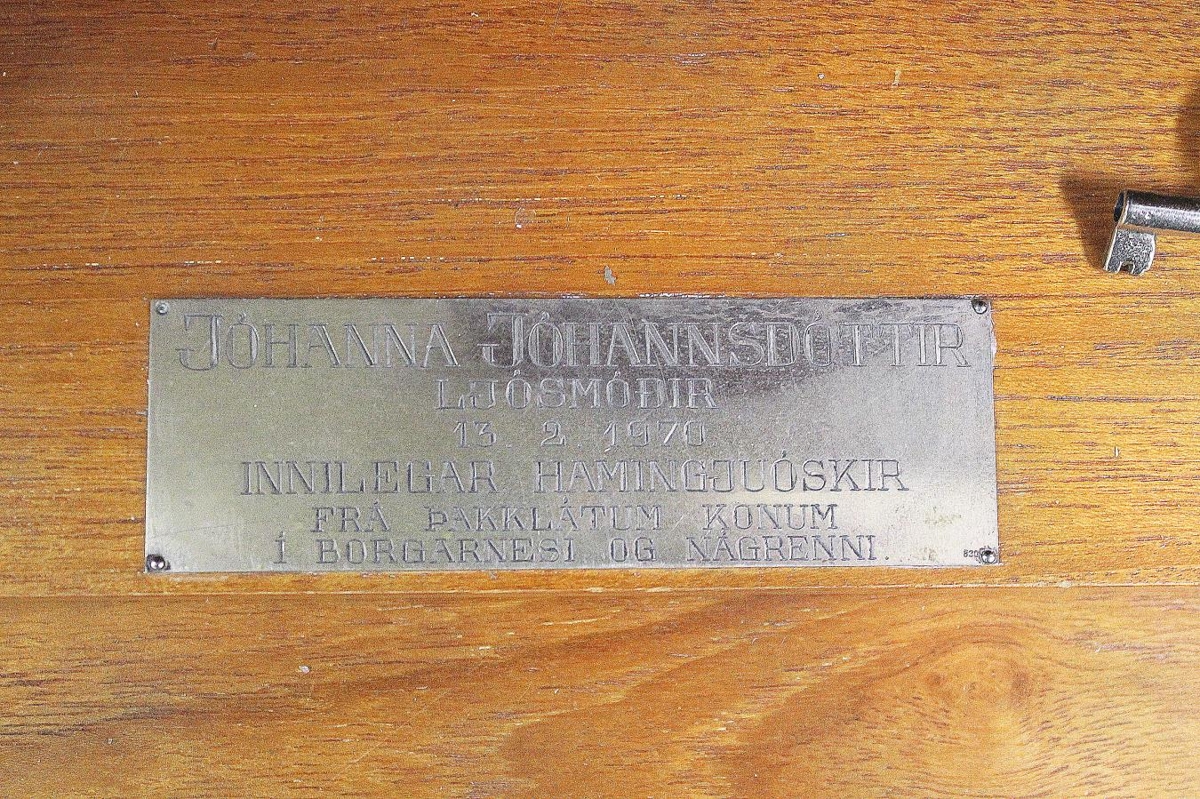 JÓHANNA JÓHANNSDÓTTIR
LJÓSMÓÐIR
13. 2. 1970
INNILEGAR HAMINGJUÓSKIR
FRÁ ÞAKKLÁTUM KONUM
Í BORGARNESI OG NÁGRENNI.